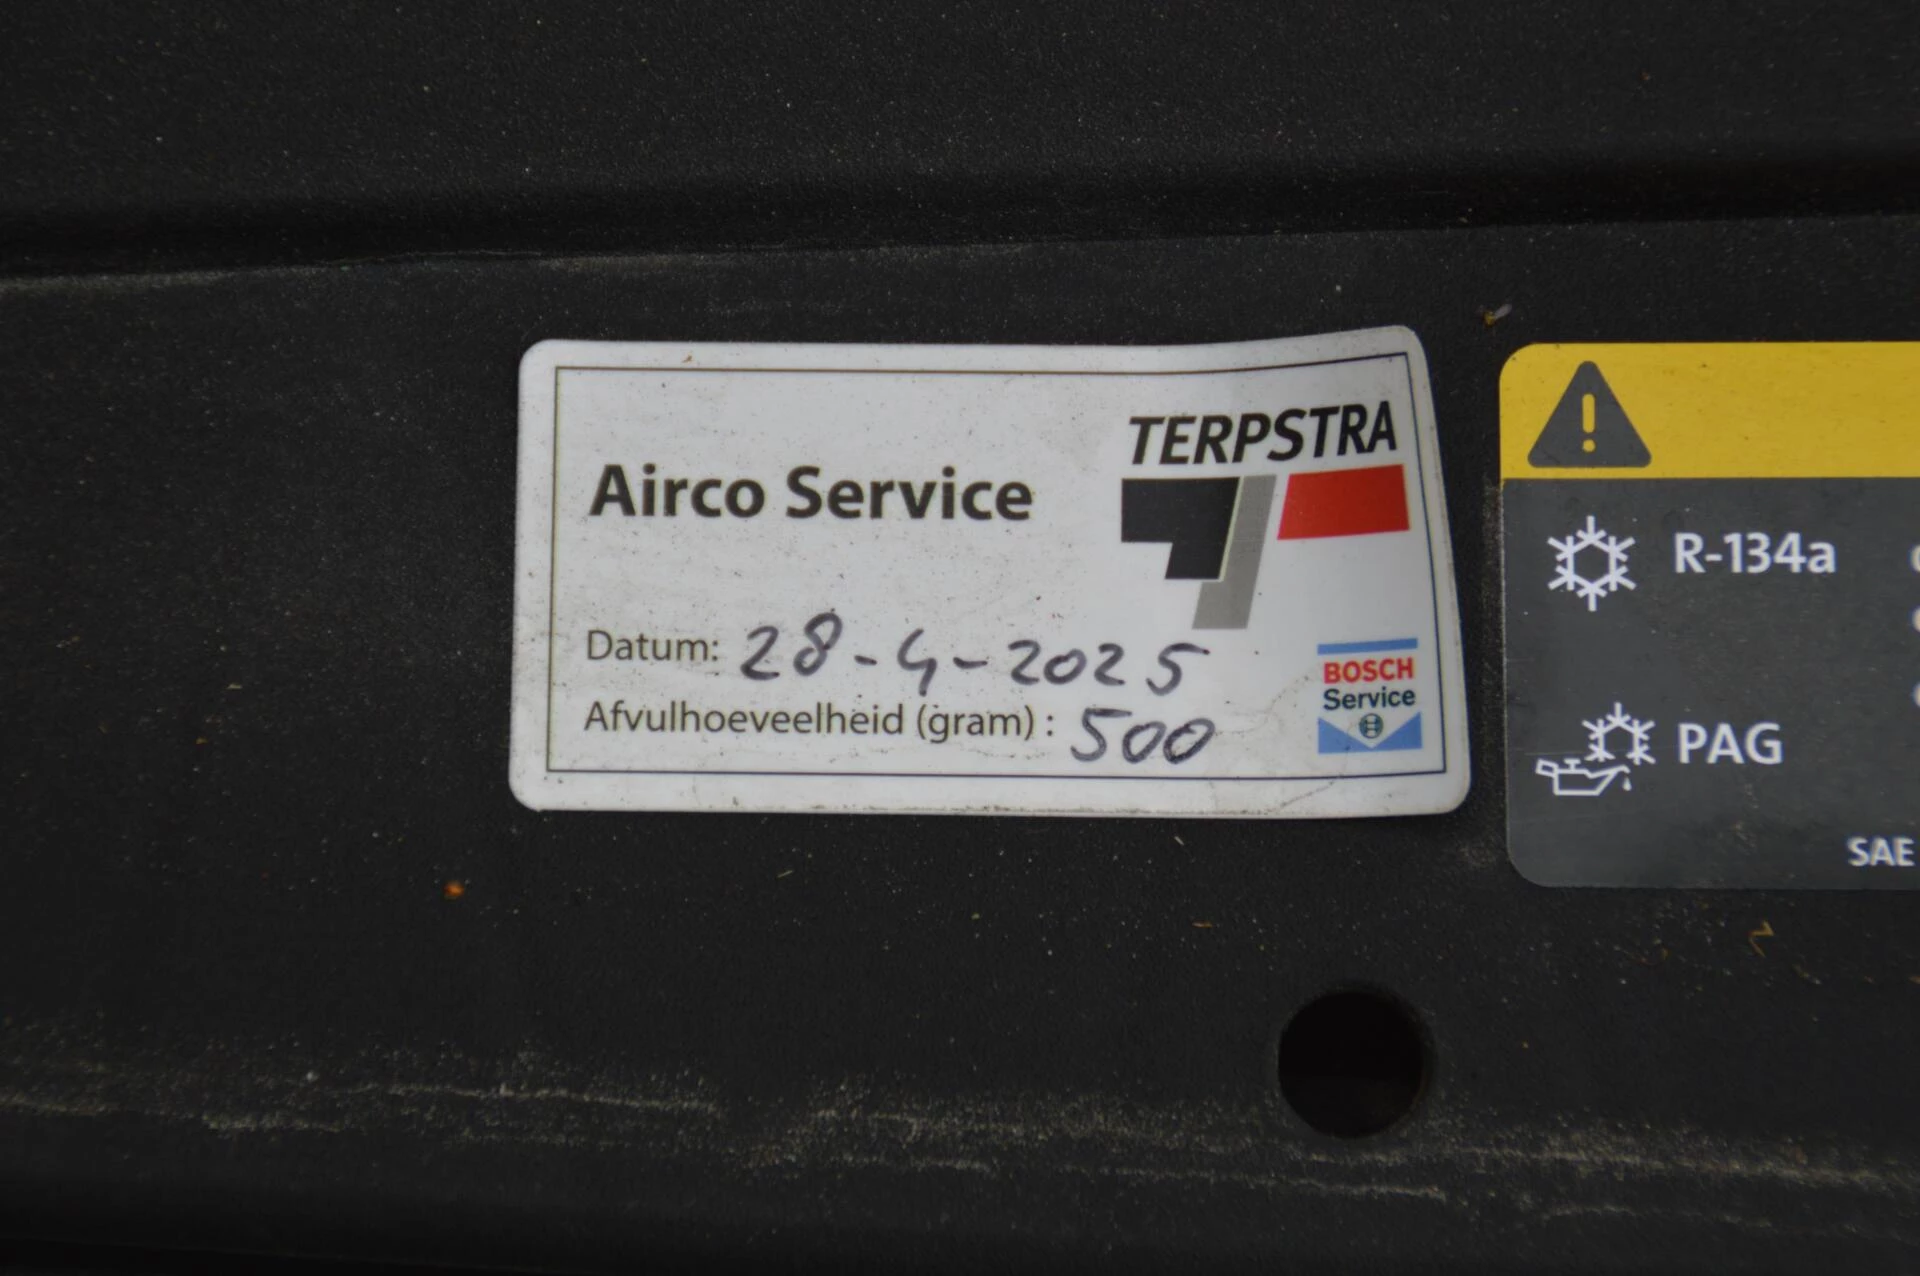 TERPSTRA
Airco Service
Datum: 28-4-2025
Afvulhoeveelheid (gram) : 500
BOSCH
Service
R-134a
PAG
SAE